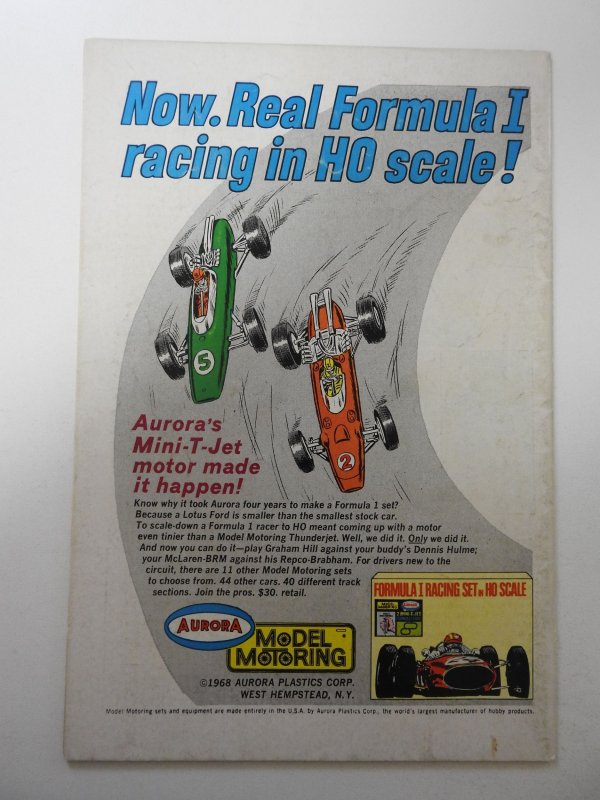 Now. Real Formula I
racing in HO scale!
5
2
Aurora's
Mini-T-Jet
motor made
it happen!
Know why it took Aurora four years to make a Formula 1 set?
Because a Lotus Ford is smaller than the smallest stock car.
To scale-down a Formula 1 racer to HO meant coming up with a motor
even tinier than a Model Motoring Thunderjet. Well, we did it. Only we did it.
And now you can do it—play Graham Hill against your buddy's Dennis Hulme;
your McLaren-BRM against his Repco-Brabham. For drivers new to the
circuit, there are 11 other Model Motoring sets
to choose from. 44 other cars. 40 different track
sections. Join the pros. $30. retail.
FORMULA I RACING SET IN HO SCALE
AURORA
MODEL
MOTORING
©1968 AURORA PLASTICS CORP.
WEST HEMPSTEAD, N.Y.
Model Motoring sets and equipment are made entirely in the U.S.A. by Aurora Plastics Corp., the world's largest manufacturer of hobby products.